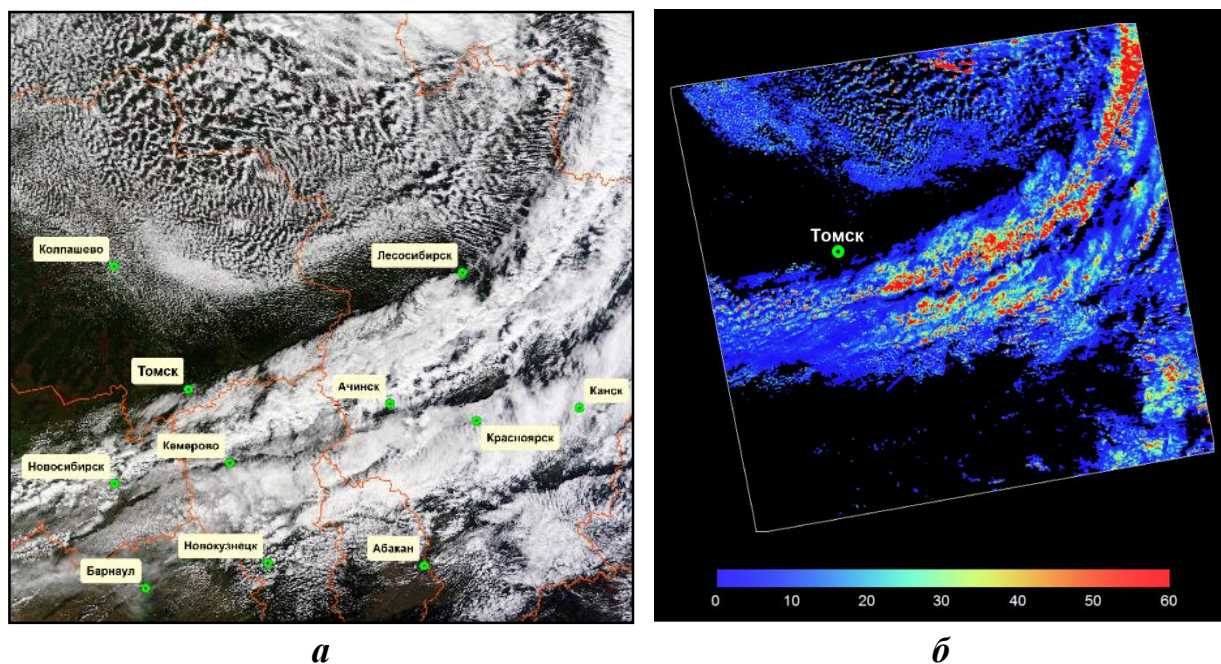 Колпашево
Лесосибирск
Томск
Томск
Ачинск
Канск
Красноярск
Кемерово
Новосибирск
Новокузнецк
Абакан
Барнаул
0 10 20 30 40 50 60
а
б